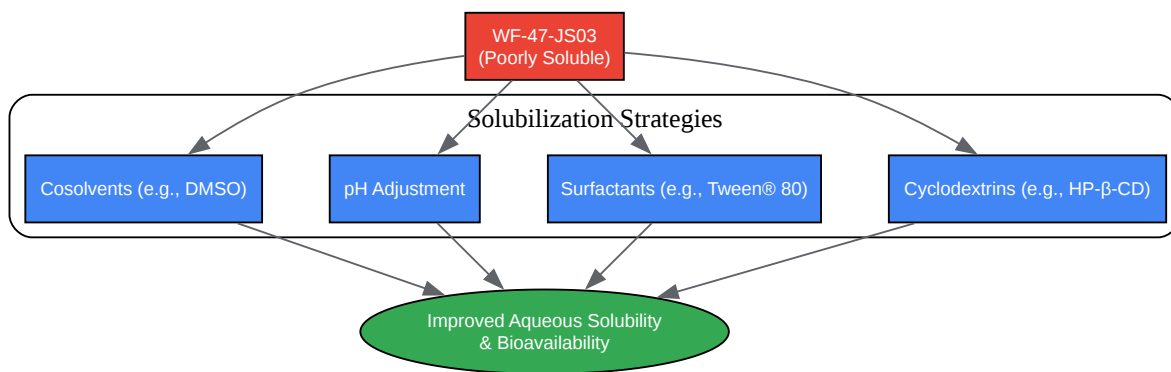 WF-47-JS03
(Poorly Soluble)
Solubilization Strategies
Cosolvents (e.g., DMSO)
pH Adjustment
Surfactants (e.g., Tween® 80)
Cyclodextrins (e.g., HP-β-CD)
Improved Aqueous Solubility
& Bioavailability